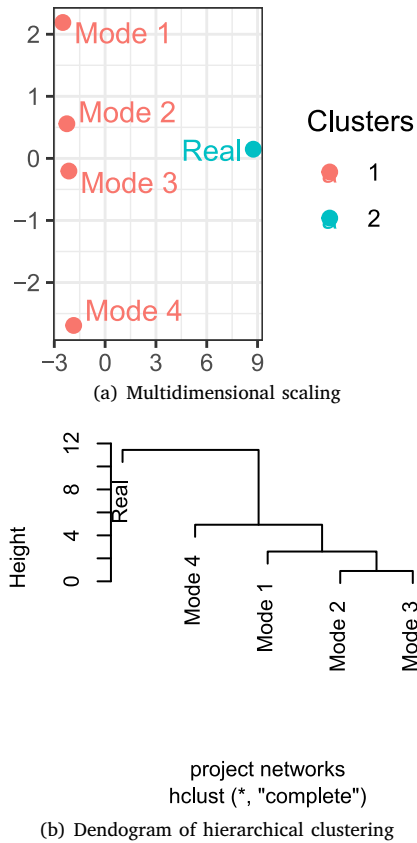 2
1
0
−1
−2
Mode 1
Mode 2
Real
Mode 3
Mode 4
−3 0 3 6 9
Clusters
1
2
(a) Multidimensional scaling
Height
0 4 8 12
Real
Mode 4
Mode 1
Mode 2
Mode 3
project networks
hclust (*, "complete")
(b) Dendogram of hierarchical clustering